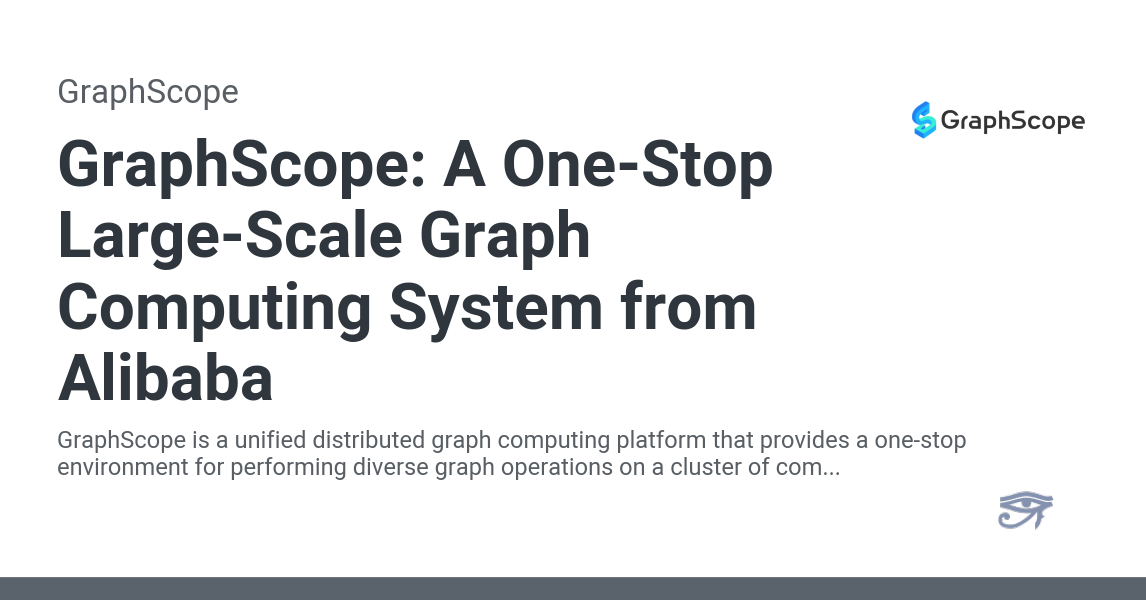 GraphScope
GraphScope
GraphScope: A One-Stop
Large-Scale Graph
Computing System from
Alibaba
GraphScope is a unified distributed graph computing platform that provides a one-stop
environment for performing diverse graph operations on a cluster of com...